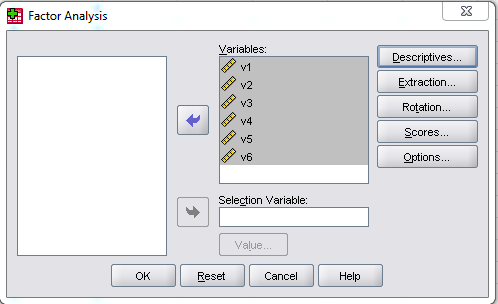 Factor Analysis
Variables:
v1
v2
v3
v4
v5
v6
Descriptives...
Extraction...
Rotation...
Scores...
Options...
Selection Variable:
Value...
OK
Reset
Cancel
Help